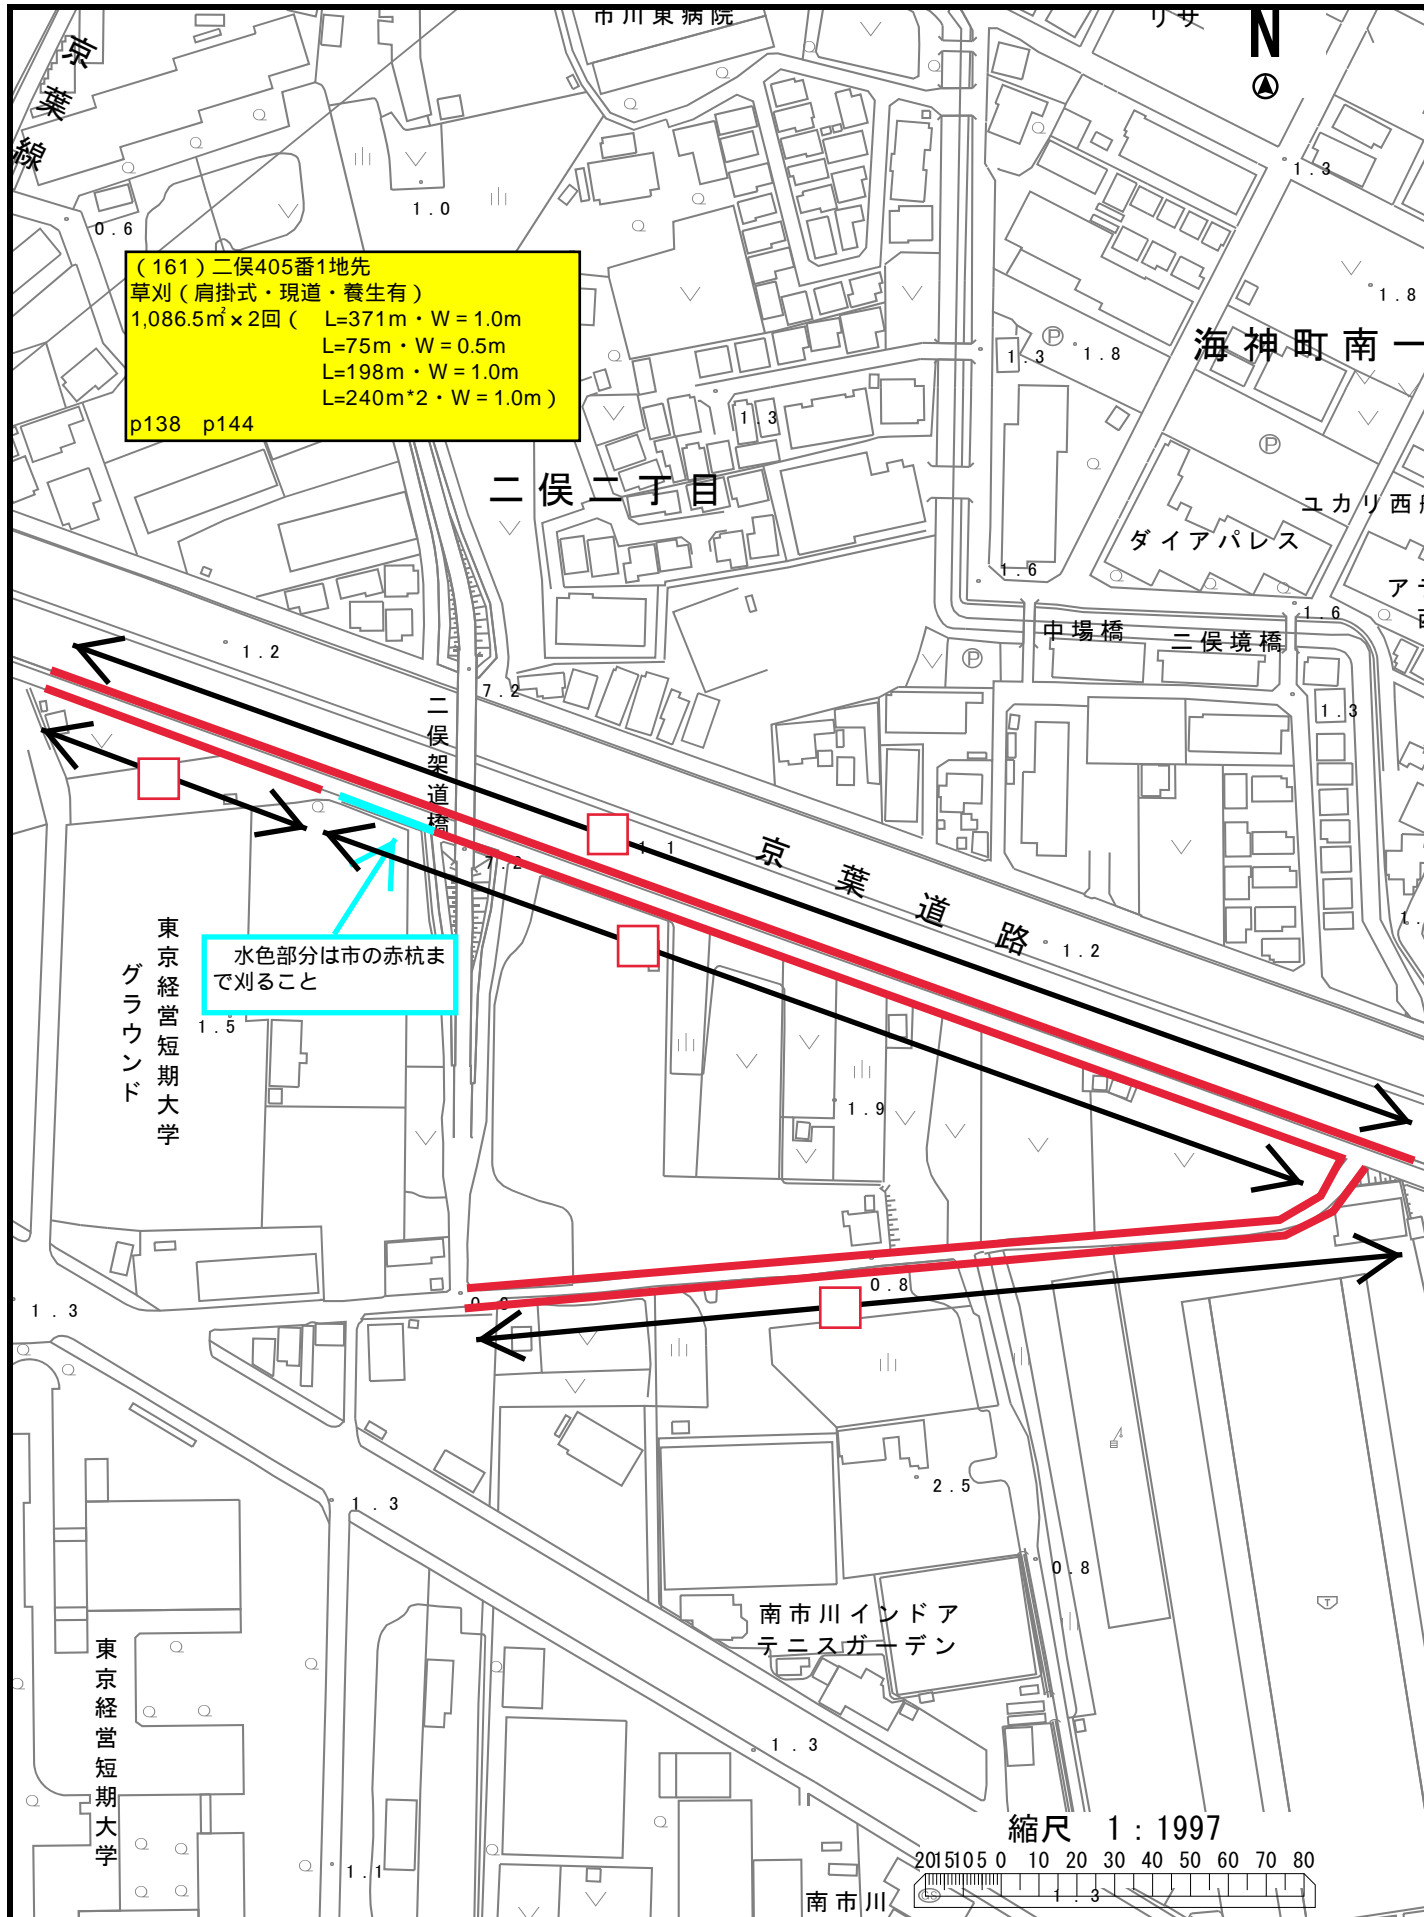 市川東病院
リサ
N
京葉線
1.3
1.0
0.6
（161）二俣405番1地先
草刈（肩掛式・現道・養生有）
1,086.5㎡×2回（　L=371m・W＝1.0m
L=75m・W＝0.5m
L=198m・W＝1.0m
L=240m*2・W＝1.0m）
p138　p144
1.8
海神町南一
1.3
1.8
1.3
二俣二丁目
ユカリ西
ダイアパレス
1.6
1.6
中場橋
二俣境橋
1.2
7.2
1.3
二俣架道橋
7.2
京葉道路
1.2
水色部分は市の赤杭ま
で刈ること
東京経営短期大学
グラウンド
1.5
1.9
0.8
1.3
2.5
1.3
0.8
南市川インドア
テニスガーデン
東京経営短期大学
1.3
縮尺　1：1997
20 15 10 5 0 10 20 30 40 50 60 70 80
1.1
1.3
南市川